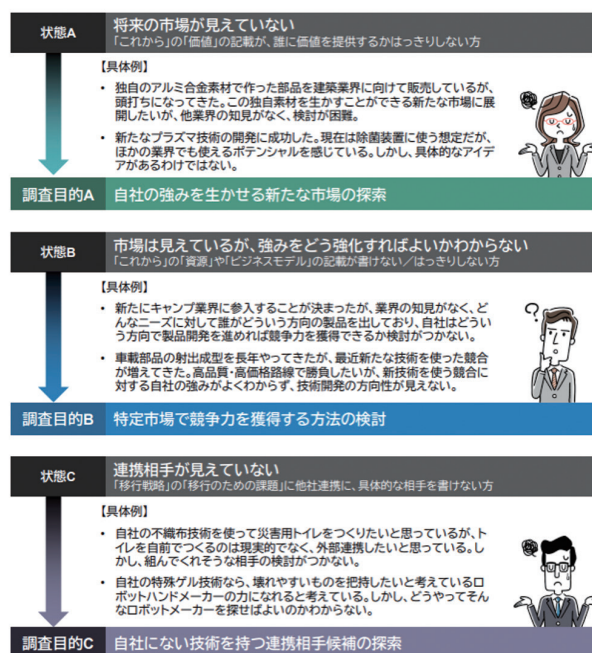 状態A
将来の市場が見えていない
「これから」の「価値」の記載が、誰に価値を提供するかはっきりしない方
【具体例】
• 独自のアルミ合金素材で作った部品を建築業界に向けて販売しているが、
頭打ちになってきた。この独自素材を生かすことができる新たな市場に展
開したいが、他業界の知見がなく、検討が困難。
• 新たなプラズマ技術の開発に成功した。現在は除菌装置に使う想定だが、
ほかの業界でも使えるポテンシャルを感じている。しかし、具体的なアイデ
アがあるわけではない。
調査目的A 自社の強みを生かせる新たな市場の探索
状態B
市場は見えているが、強みをどう強化すればよいかわからない
「これから」の「資源」や「ビジネスモデル」の記載が書けない／はっきりしない方
【具体例】
• 新たにキャンプ業界に参入することが決まったが、業界の知見がなく、ど
んなニーズに対して誰がどういう方向の製品を出しており、自社はどうい
う方向で製品開発を進めれば競争力を獲得できるか検討がつかない。
• 車載部品の射出成型を長年やってきたが、最近新たな技術を使った競合
が増えてきた。高品質・高価格路線で勝負したいが、新技術を使う競合に
対する自社の強みがよくわからず、技術開発の方向性が見えない。
調査目的B 特定市場で競争力を獲得する方法の検討
状態C
連携相手が見えていない
「移行戦略」の「移行のための課題」に他社連携に、具体的な相手を書けない方
【具体例】
• 自社の不織布技術を使って災害用トイレをつくりたいと思っているが、ト
イレを自前でつくるのは現実的でなく、外部連携したいと思っている。し
かし、組んでくれそうな相手の検討がつかない。
• 自社の特殊ゲル技術なら、壊れやすいものを把持したいと考えているロ
ボットハンドメーカーの力になれると考えている。しかし、どうやってそん
なロボットメーカーを探せばよいのかわからない。
調査目的C 自社にない技術を持つ連携相手候補の探索